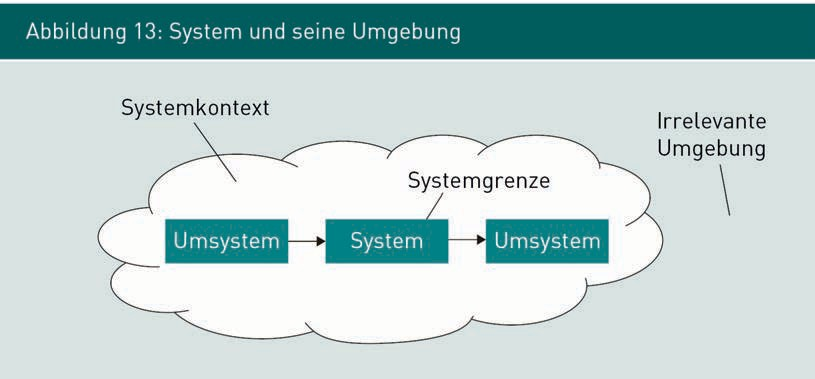 Abbildung 13: System und seine Umgebung
Systemkontext
Irrelevante
Umgebung
Systemgrenze
Umsystem
System
Umsystem